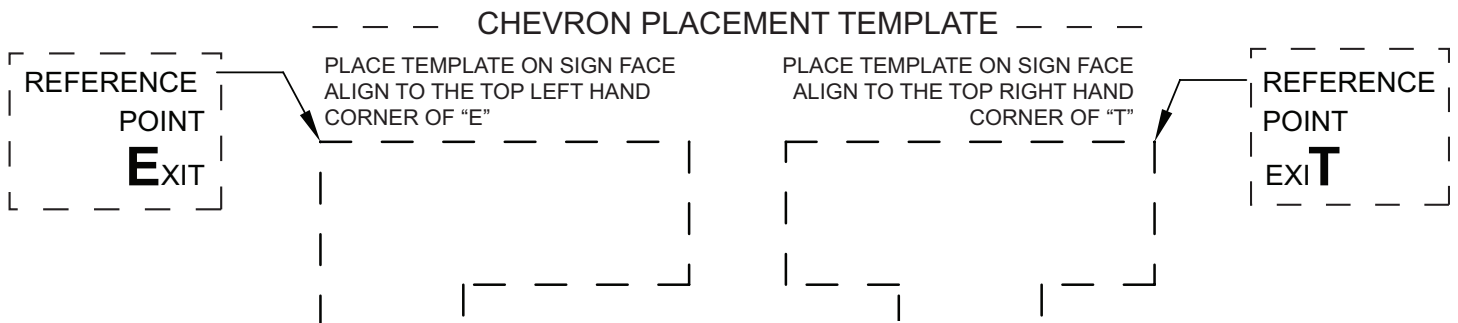 CHEVRON PLACEMENT TEMPLATE
REFERENCE
POINT
EXIT
PLACE TEMPLATE ON SIGN FACE
ALIGN TO THE TOP LEFT HAND
CORNER OF “E”
PLACE TEMPLATE ON SIGN FACE
ALIGN TO THE TOP RIGHT HAND
CORNER OF “T”
REFERENCE
POINT
EXIT